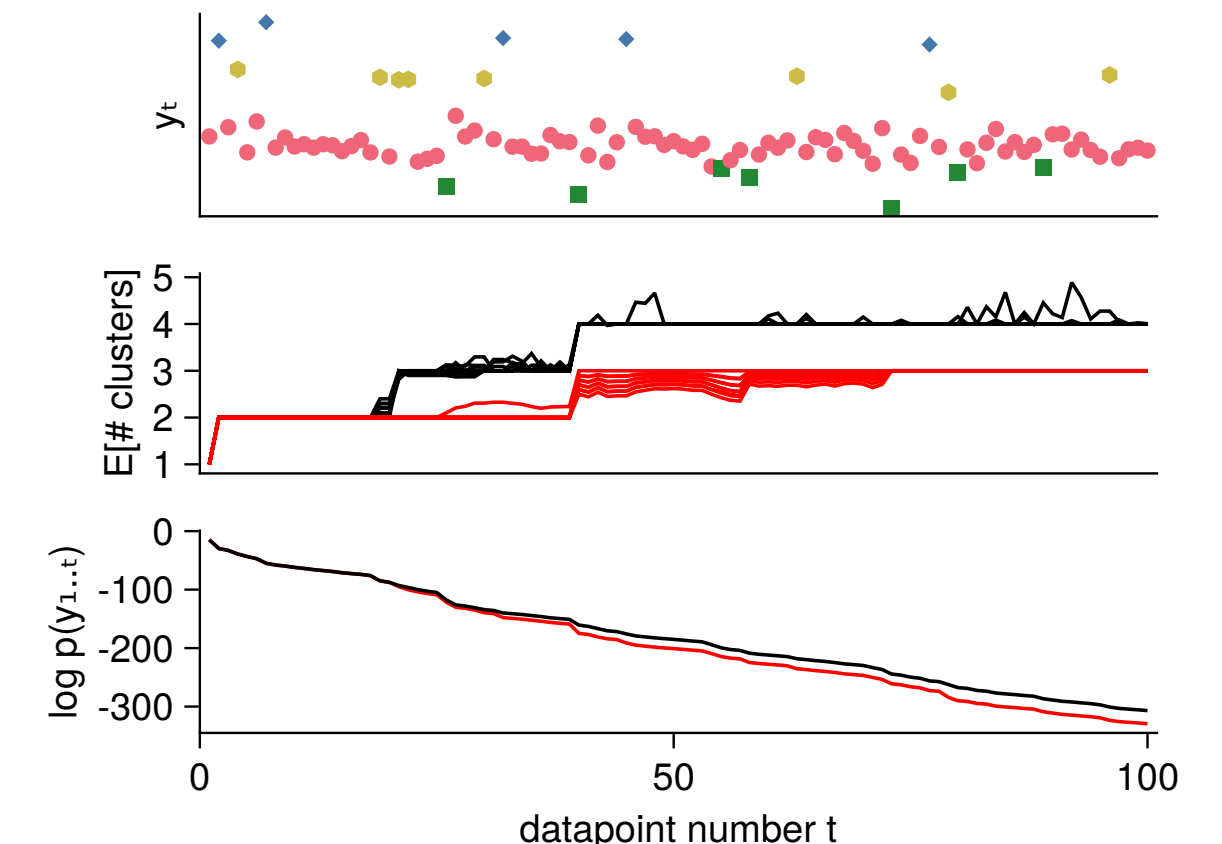 yₜ
E[# clusters]
5
4
3
2
1
log p(y₁..ₜ)
0
-100
-200
-300
0 50 100
datapoint number t